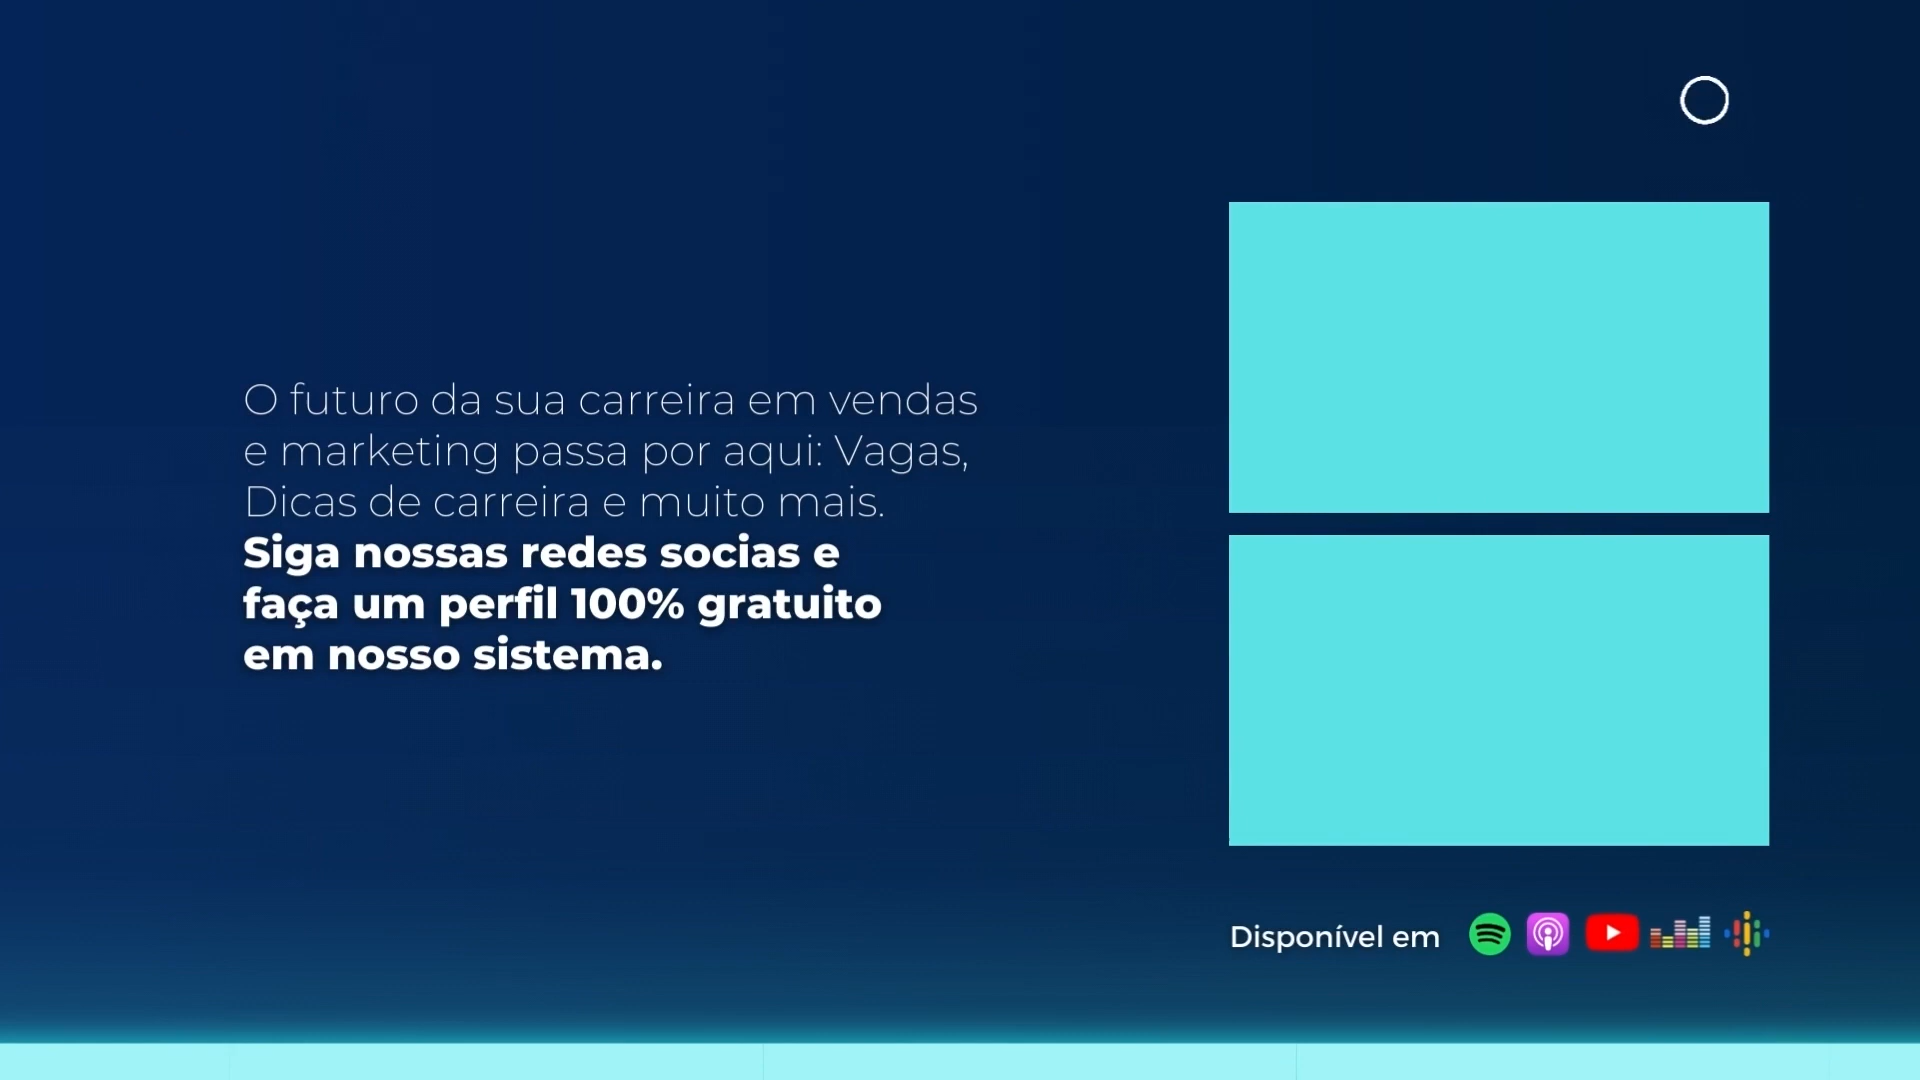 O futuro da sua carreira em vendas
e marketing passa por aqui: Vagas,
Dicas de carreira e muito mais.
Siga nossas redes socias e
faça um perfil 100% gratuito
em nosso sistema.
Disponível em